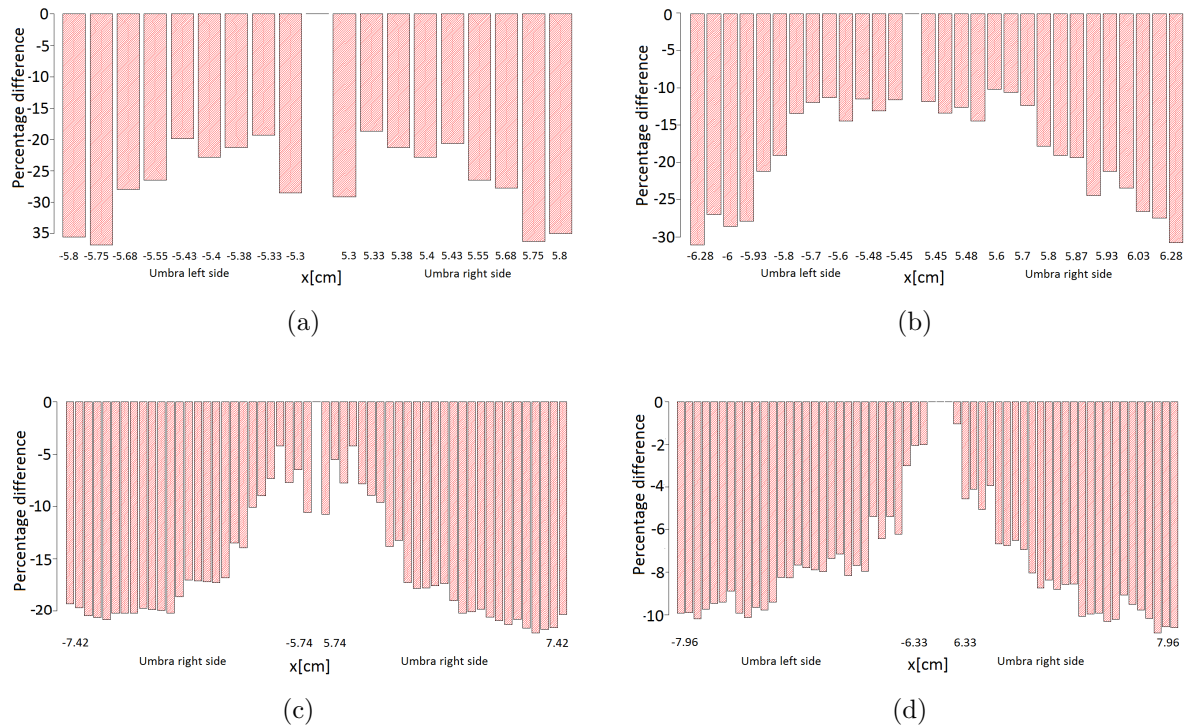 0
-5
-10
-15
-20
-25
-30
35
Percentage difference
-5.8 -5.75 -5.68 -5.55 -5.43 -5.4 -5.38 -5.33 -5.3 5.3 5.33 5.38 5.4 5.43 5.55 5.68 5.75 5.8
Umbra left side x[cm] Umbra right side
(a)
0
-5
-10
-15
-20
-25
-30
Percentage difference
-6.28 -6 -5.93 -5.8 -5.7 -5.6 -5.48 -5.45 5.45 5.48 5.6 5.7 5.8 5.87 5.93 6.03 6.28
Umbra left side x[cm] Umbra right side
(b)
0
-5
-10
-15
-20
Percentage difference
-7.42 -5.74 5.74 7.42
Umbra right side x[cm] Umbra right side
(c)
0
-2
-4
-6
-8
-10
Percentage difference
-7.96 -6.33 6.33 7.96
Umbra left side x[cm] Umbra right side
(d)